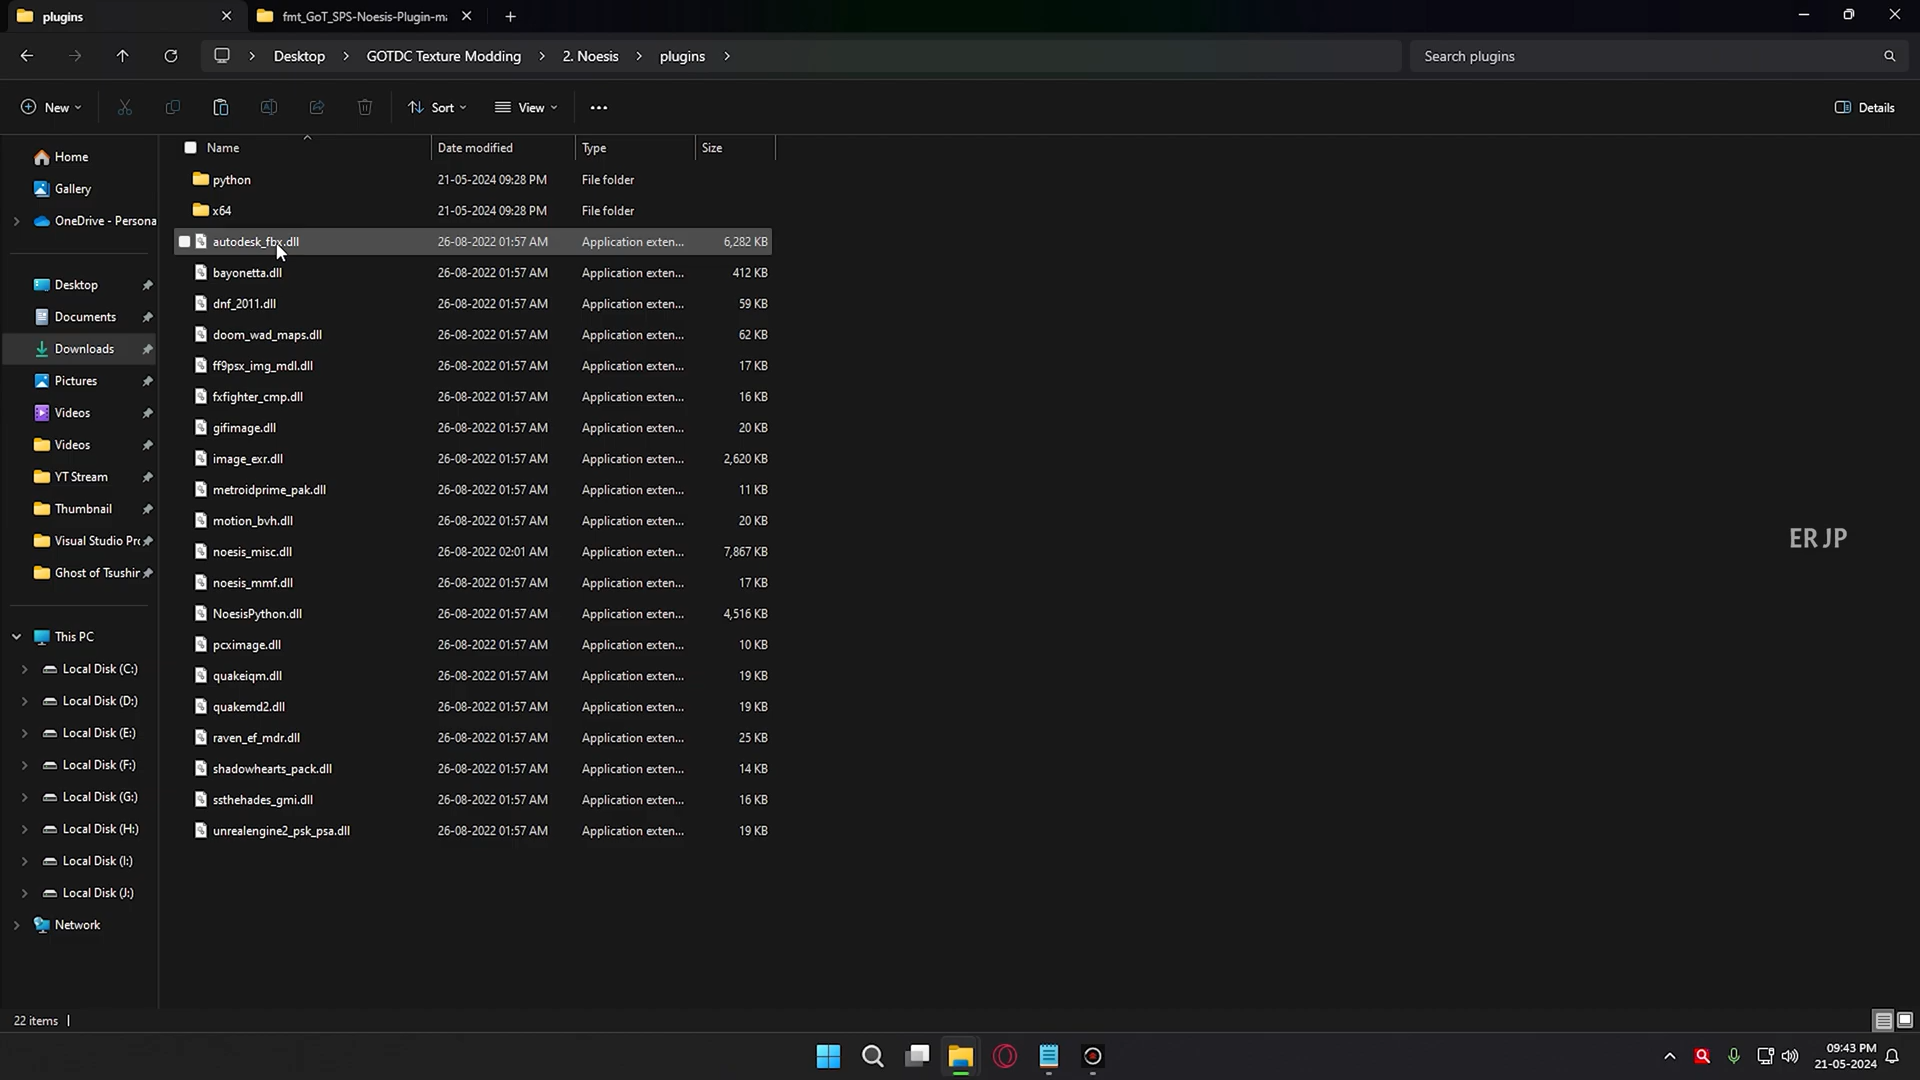 plugins
fmt_GoT_SPS-Noesis-Plugin-ma
Desktop
GOTDC Texture Modding
2. Noesis
plugins
Search plugins
New
Sort
View
Details
Name Date modified Type Size
python 21-05-2024 09:28 PM File folder
x64 21-05-2024 09:28 PM File folder
autodesk_fbx.dll 26-08-2022 01:57 AM Application exten... 6,282 KB
bayonetta.dll 26-08-2022 01:57 AM Application exten... 412 KB
dnf_2011.dll 26-08-2022 01:57 AM Application exten... 59 KB
doom_wad_maps.dll 26-08-2022 01:57 AM Application exten... 62 KB
ff9psx_img_mdl.dll 26-08-2022 01:57 AM Application exten... 17 KB
fxfighter_cmp.dll 26-08-2022 01:57 AM Application exten... 16 KB
gifimage.dll 26-08-2022 01:57 AM Application exten... 20 KB
image_exr.dll 26-08-2022 01:57 AM Application exten... 2,620 KB
metroidprime_pak.dll 26-08-2022 01:57 AM Application exten... 11 KB
motion_bvh.dll 26-08-2022 01:57 AM Application exten... 20 KB
noesis_misc.dll 26-08-2022 02:01 AM Application exten... 7,867 KB
noesis_mmf.dll 26-08-2022 01:57 AM Application exten... 17 KB
NoesisPython.dll 26-08-2022 01:57 AM Application exten... 4,516 KB
pcximage.dll 26-08-2022 01:57 AM Application exten... 10 KB
quakeiqm.dll 26-08-2022 01:57 AM Application exten... 19 KB
quakemd2.dll 26-08-2022 01:57 AM Application exten... 19 KB
raven_ef_mdr.dll 26-08-2022 01:57 AM Application exten... 25 KB
shadowhearts_pack.dll 26-08-2022 01:57 AM Application exten... 14 KB
ssthehades_gmi.dll 26-08-2022 01:57 AM Application exten... 16 KB
unrealengine2_psk_psa.dll 26-08-2022 01:57 AM Application exten... 19 KB
Home
Gallery
OneDrive - Persona
Desktop
Documents
Downloads
Pictures
Videos
Videos
YT Stream
Thumbnail
Visual Studio Pro
Ghost of Tsushim
This PC
Local Disk (C:)
Local Disk (D:)
Local Disk (E:)
Local Disk (F:)
Local Disk (G:)
Local Disk (H:)
Local Disk (I:)
Local Disk (J:)
Network
ER JP
22 items
09:43 PM
21-05-2024